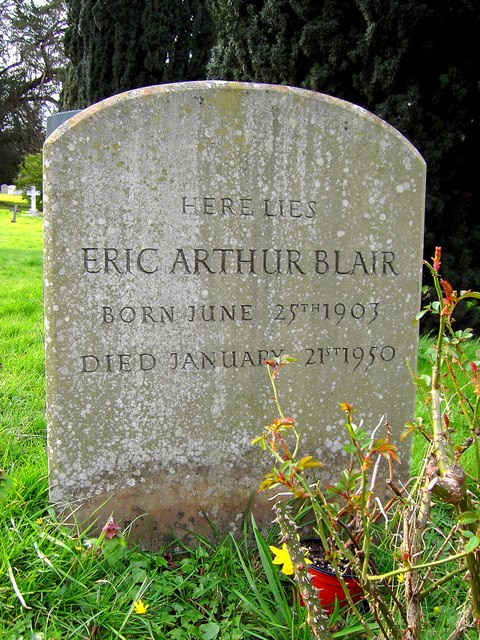 HERE LIES
ERIC ARTHUR BLAIR
BORN JUNE 25TH 1903
DIED JANUARY 21ST 1950